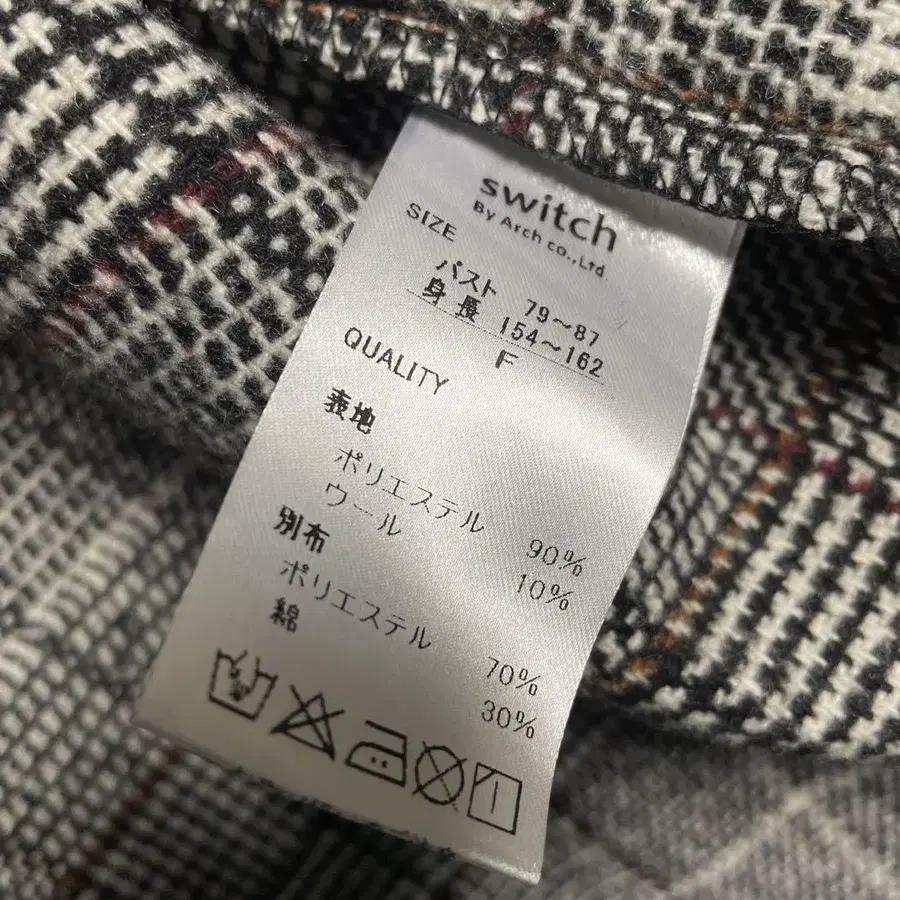 switch
By Arch co.,Ltd.
SIZE
バスト 79~87
身長 154~162
F
QUALITY
表地
ポリエステル 90%
ウール 10%
別布
ポリエステル 70%
綿 30%